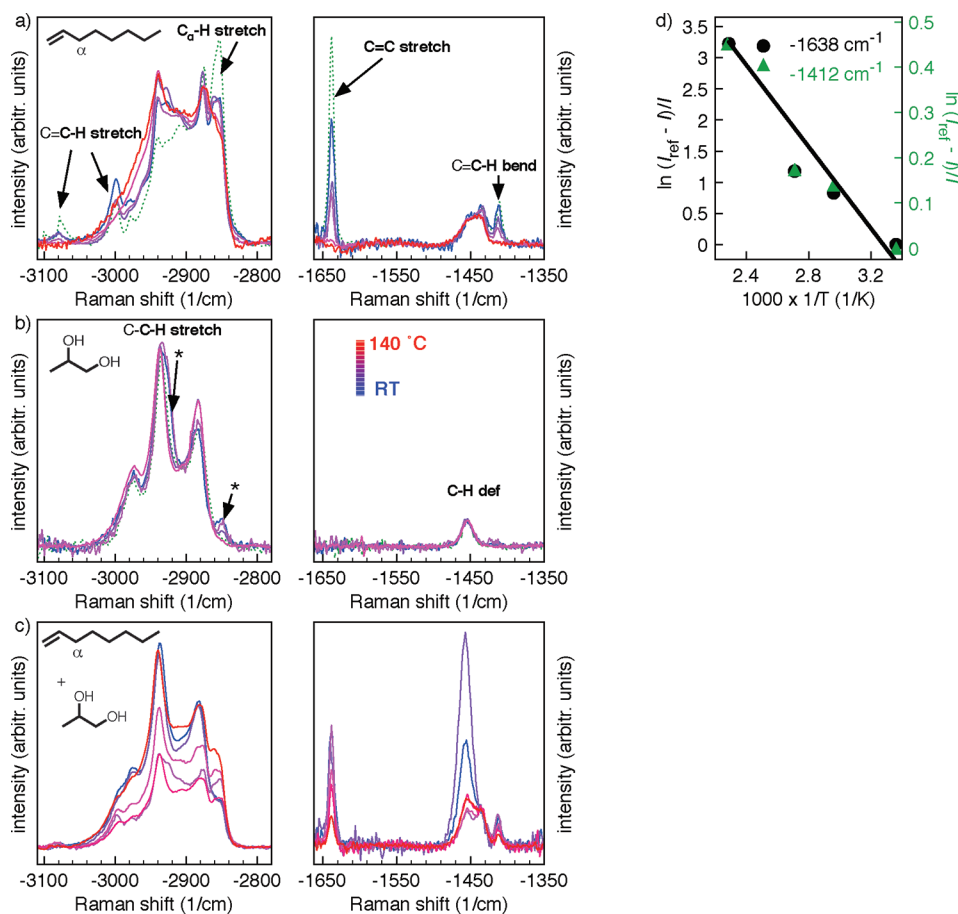 a)
α
Cα-H stretch
C=C-H stretch
intensity (arbitr. units)
-3100 -3000 -2900 -2800
Raman shift (1/cm)
C=C stretch
C=C-H bend
intensity (arbitr. units)
-1650 -1550 -1450 -1350
Raman shift (1/cm)
b)
OH
OH
C-C-H stretch
*
*
intensity (arbitr. units)
-3100 -3000 -2900 -2800
Raman shift (1/cm)
140 ˚C
RT
C-H def
intensity (arbitr. units)
-1650 -1550 -1450 -1350
Raman shift (1/cm)
c)
α
+
OH
OH
intensity (arbitr. units)
-3100 -3000 -2900 -2800
Raman shift (1/cm)
intensity (arbitr. units)
-1650 -1550 -1450 -1350
Raman shift (1/cm)
d)
ln (Iref - I)/I
3.5
3
2.5
2
1.5
1
0.5
0
-1638 cm-1
-1412 cm-1
0.5
0.4
0.3
0.2
0.1
0
ln (Iref - I)/I
2.4 2.8 3.2
1000 x 1/T (1/K)